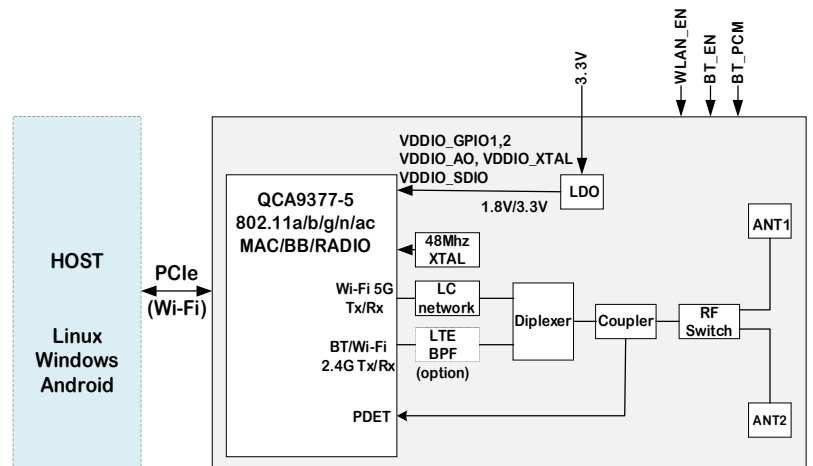 WLAN_EN
BT_EN
BT_PCM
3.3V
VDDIO_GPIO1,2
VDDIO_AO, VDDIO_XTAL
VDDIO_SDIO
LDO
1.8V/3.3V
QCA9377-5
802.11a/b/g/n/ac
MAC/BB/RADIO
48Mhz
XTAL
HOST
Linux
Windows
Android
PCIe
(Wi-Fi)
Wi-Fi 5G
Tx/Rx
LC
network
BT/Wi-Fi
2.4G Tx/Rx
LTE
BPF
(option)
Diplexer
Coupler
RF
Switch
ANT1
ANT2
PDET